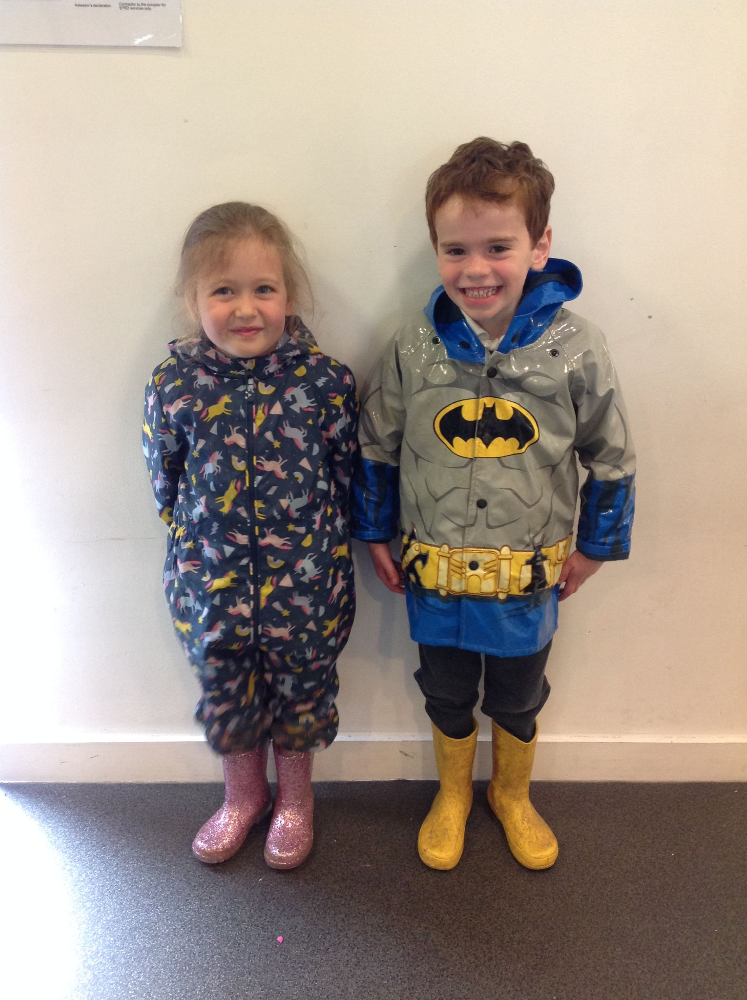 Assessor's declaration
Contractor to the occupier for
EPBD services only.